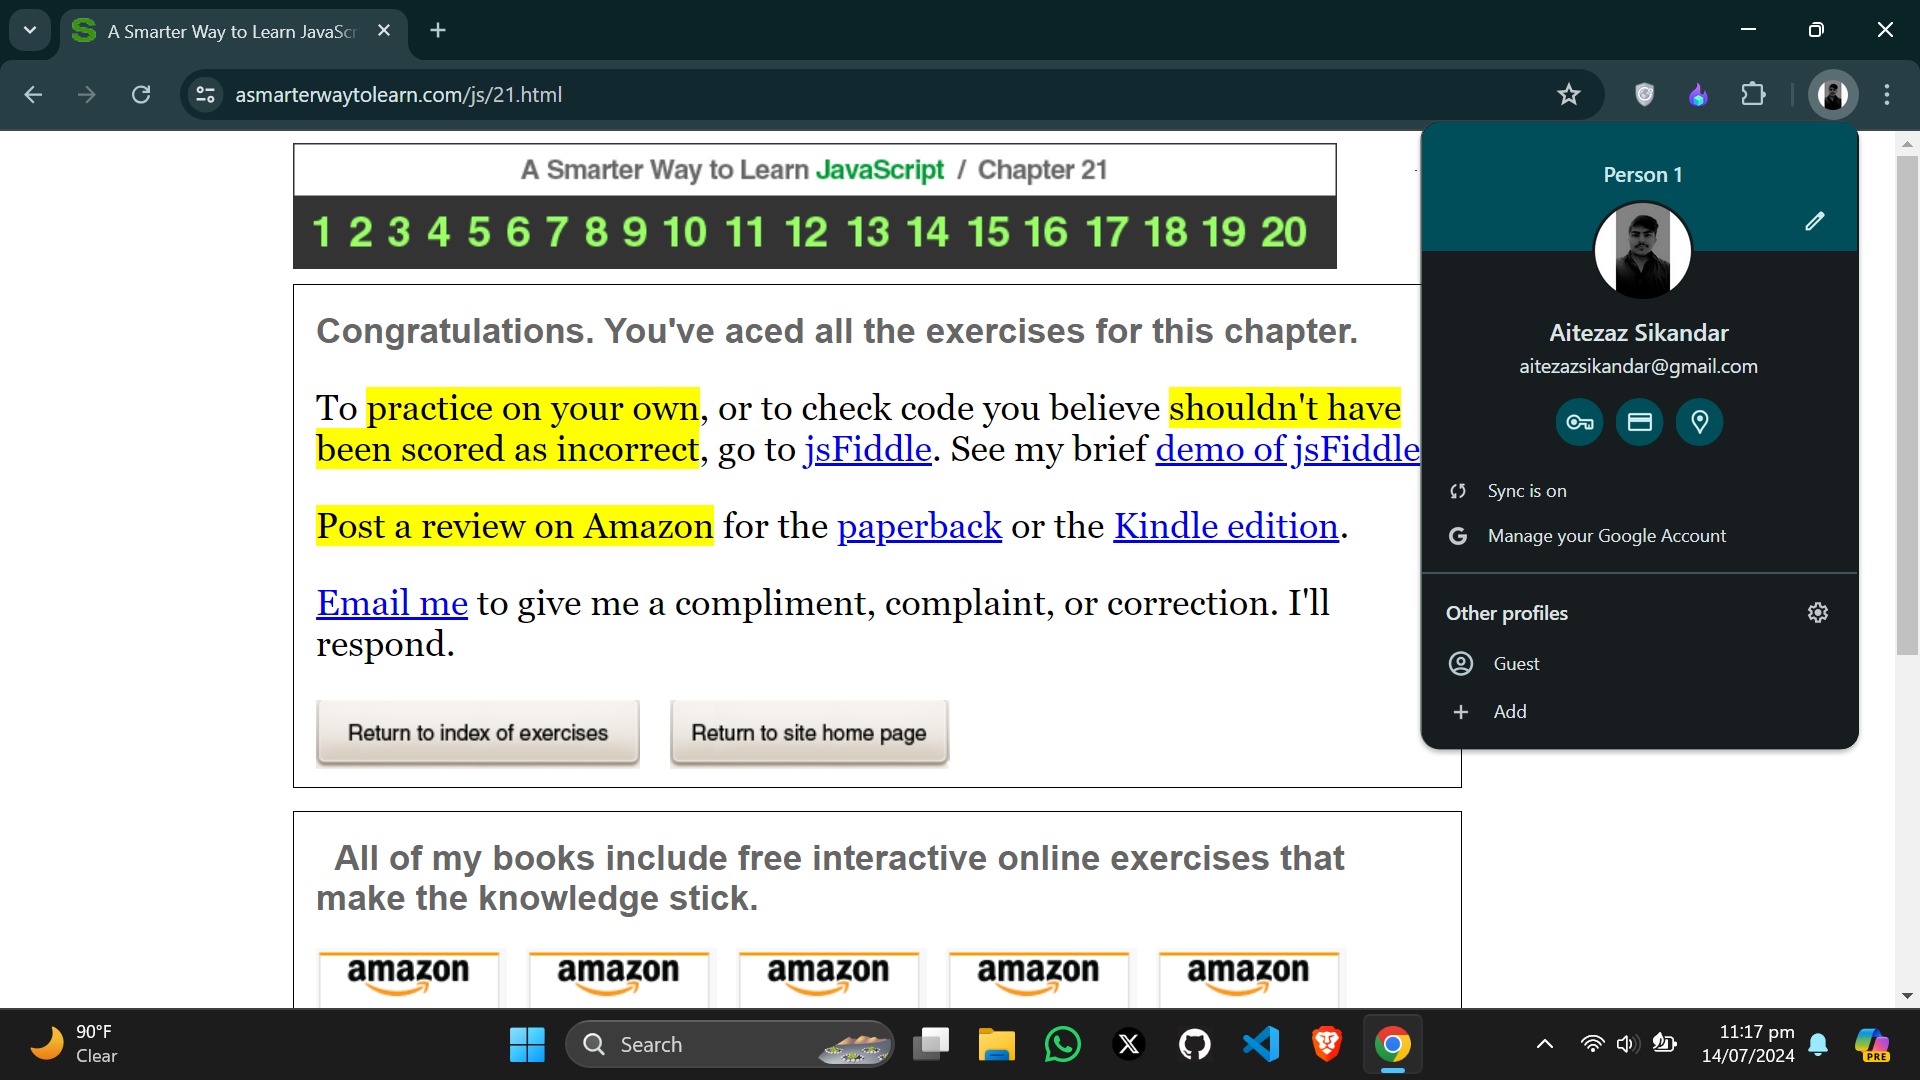 A Smarter Way to Learn JavaScr
asmarterwaytolearn.com/js/21.html
A Smarter Way to Learn JavaScript / Chapter 21
1 2 3 4 5 6 7 8 9 10 11 12 13 14 15 16 17 18 19 20
Congratulations. You've aced all the exercises for this chapter.
To practice on your own, or to check code you believe shouldn't have
been scored as incorrect, go to jsFiddle. See my brief demo of jsFiddle
Post a review on Amazon for the paperback or the Kindle edition.
Email me to give me a compliment, complaint, or correction. I'll
respond.
Return to index of exercises
Return to site home page
All of my books include free interactive online exercises that
make the knowledge stick.
amazon
amazon
amazon
amazon
amazon
Person 1
Aitezaz Sikandar
aitezazsikandar@gmail.com
Sync is on
Manage your Google Account
Other profiles
Guest
Add
90°F
Clear
Search
11:17 pm
14/07/2024
PRE